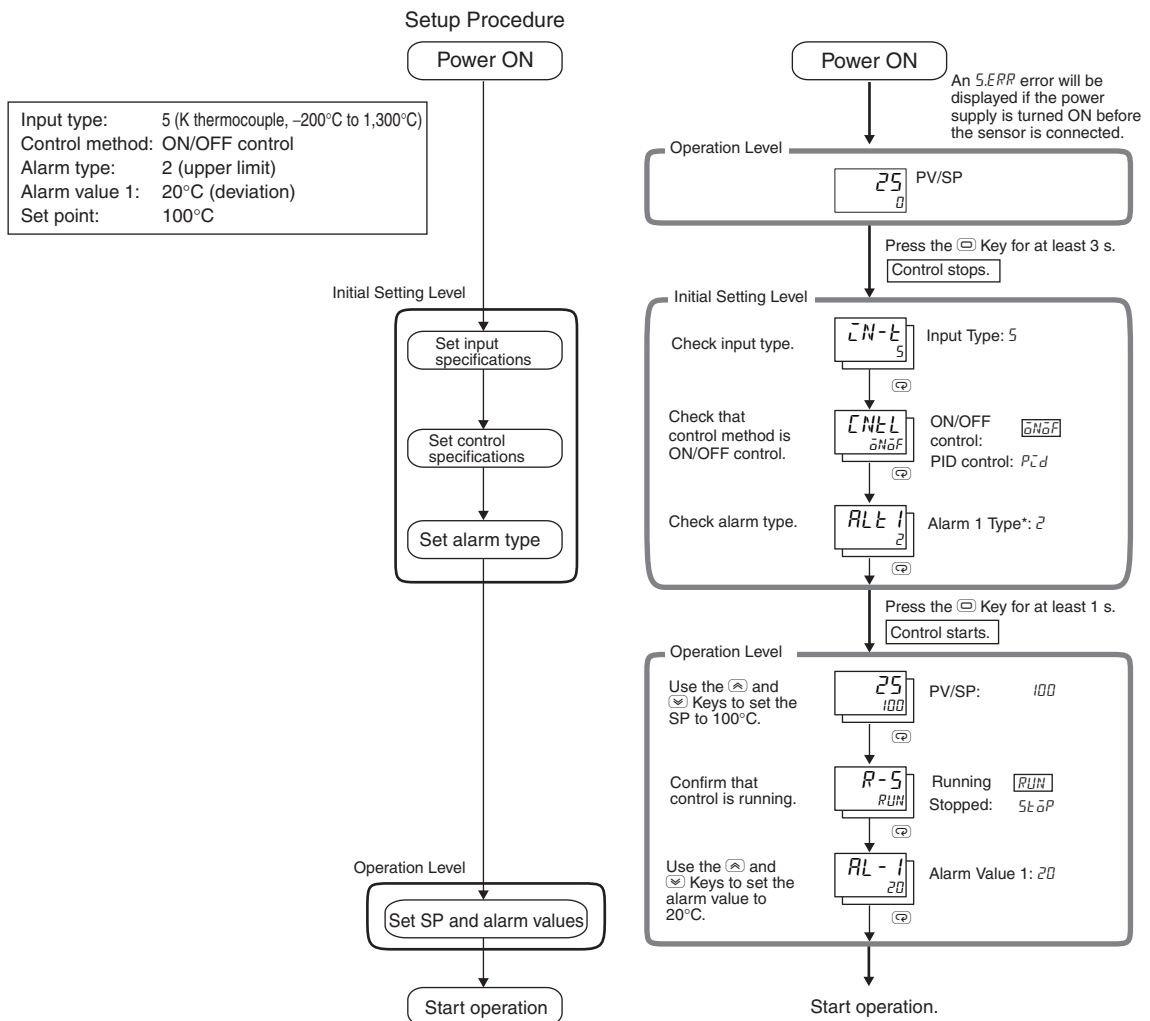 Setup Procedure
Power ON
Input type: 5 (K thermocouple, −200°C to 1,300°C)
Control method: ON/OFF control
Alarm type: 2 (upper limit)
Alarm value 1: 20°C (deviation)
Set point: 100°C
Initial Setting Level
Set input
specifications
Set control
specifications
Set alarm type
Operation Level
Set SP and alarm values
Start operation
Power ON
An S.ERR error will be
displayed if the power
supply is turned ON before
the sensor is connected.
Operation Level
25
0
PV/SP
Press the Key for at least 3 s.
Control stops.
Initial Setting Level
Check input type.
IN-t
5
Input Type: 5
Check that
control method is
ON/OFF control.
CNtL
oNoF
ON/OFF
control: oNoF
PID control: PId
Check alarm type.
ALt1
2
Alarm 1 Type*: 2
Press the Key for at least 1 s.
Control starts.
Operation Level
Use the and
Keys to set the
SP to 100°C.
25
100
PV/SP: 100
Confirm that
control is running.
R-S
RUN
Running RUN
Stopped: StoP
Use the and
Keys to set the
alarm value to
20°C.
AL-1
20
Alarm Value 1: 20
Start operation.